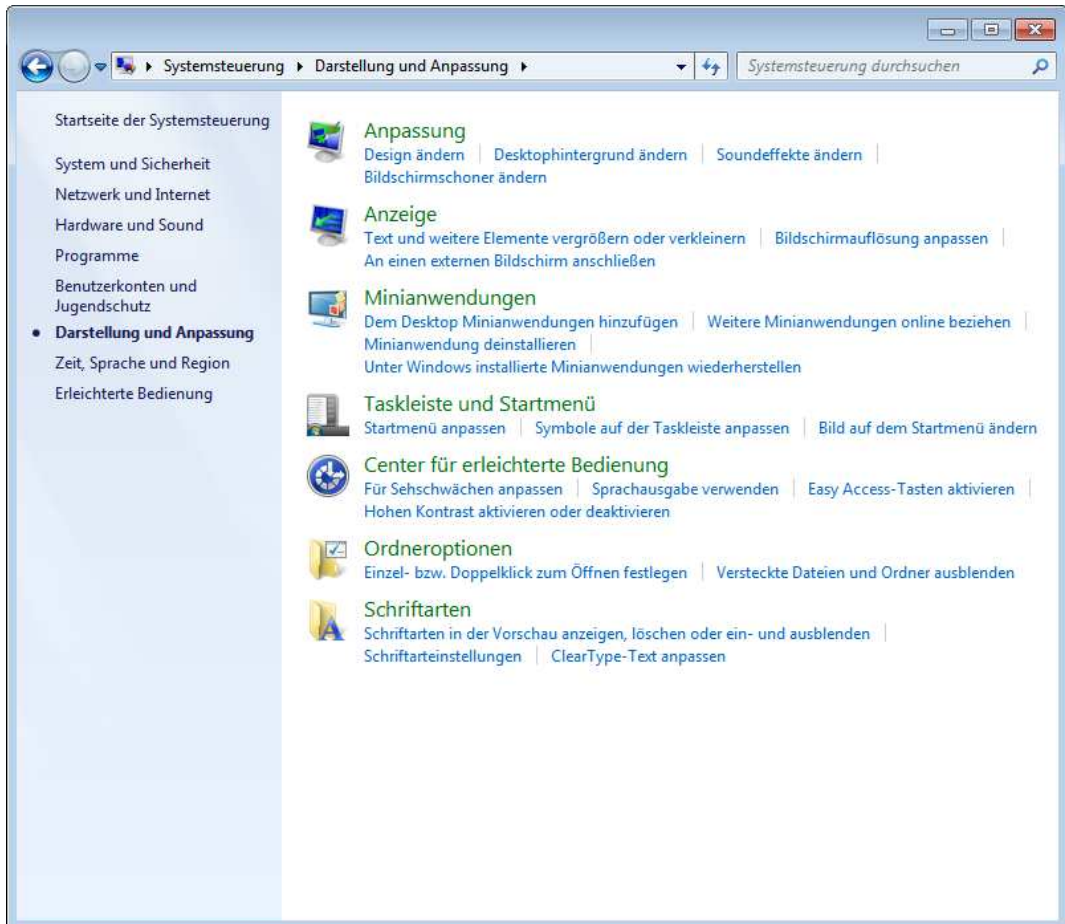 Systemsteuerung Darstellung und Anpassung Systemsteuerung durchsuchen
Startseite der Systemsteuerung
System und Sicherheit
Netzwerk und Internet
Hardware und Sound
Programme
Benutzerkonten und
Jugendschutz
Darstellung und Anpassung
Zeit, Sprache und Region
Erleichterte Bedienung
Anpassung
Design ändern Desktophintergrund ändern Soundeffekte ändern
Bildschirmschoner ändern
Anzeige
Text und weitere Elemente vergrößern oder verkleinern Bildschirmauflösung anpassen
An einen externen Bildschirm anschließen
Minianwendungen
Dem Desktop Minianwendungen hinzufügen Weitere Minianwendungen online beziehen
Minianwendung deinstallieren
Unter Windows installierte Minianwendungen wiederherstellen
Taskleiste und Startmenü
Startmenü anpassen Symbole auf der Taskleiste anpassen Bild auf dem Startmenü ändern
Center für erleichterte Bedienung
Für Sehschwächen anpassen Sprachausgabe verwenden Easy Access-Tasten aktivieren
Hohen Kontrast aktivieren oder deaktivieren
Ordneroptionen
Einzel- bzw. Doppelklick zum Öffnen festlegen Versteckte Dateien und Ordner ausblenden
Schriftarten
Schriftarten in der Vorschau anzeigen, löschen oder ein- und ausblenden
Schriftarteinstellungen ClearType-Text anpassen